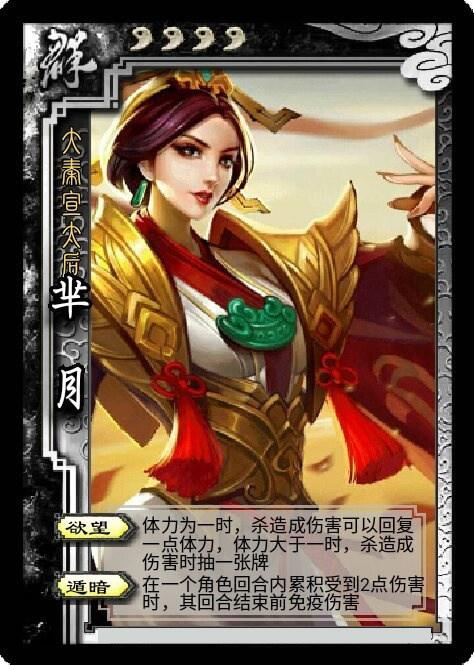 群
大秦宣太后
芈月
欲望
体力为一时，杀造成伤害可以回复
一点体力，体力大于一时，杀造成
伤害时抽一张牌
遁暗
在一个角色回合内累积受到2点伤害
时，其回合结束前免疫伤害